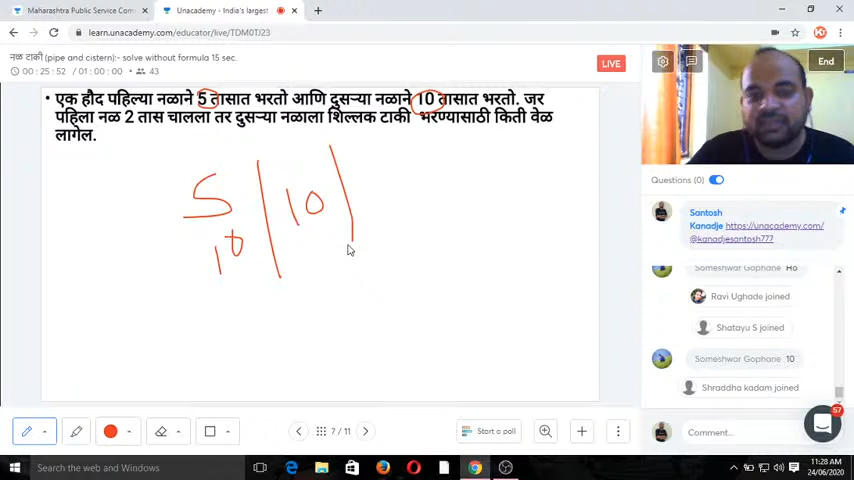 Maharashtra Public Service Com
Unacademy - India's largest
learn.unacademy.com/educator/live/TDM0TJ23
नळ टाकी (pipe and cistern):- solve without formula 15 sec.
00:25:52 / 01:00:00 43
LIVE
End
• एक हौद पहिल्या नळाने 5 तासात भरतो आणि दुसऱ्या नळाने 10 तासात भरतो. जर
पहिला नळ 2 तास चालला तर दुसऱ्या नळाला शिल्लक टाकी भरण्यासाठी किती वेळ
लागेल.
5 10
10
Questions (0)
Santosh
Kanadje https://unacademy.com/
@kanadjesantosh777
Someshwar Gophane Ho
Ravi Ughade joined
Shatayu S joined
Someshwar Gophane 10
Shraddha kadam joined
57
7 / 11
Start a poll
Comment...
Search the web and Windows
11:28 AM
24/06/2020